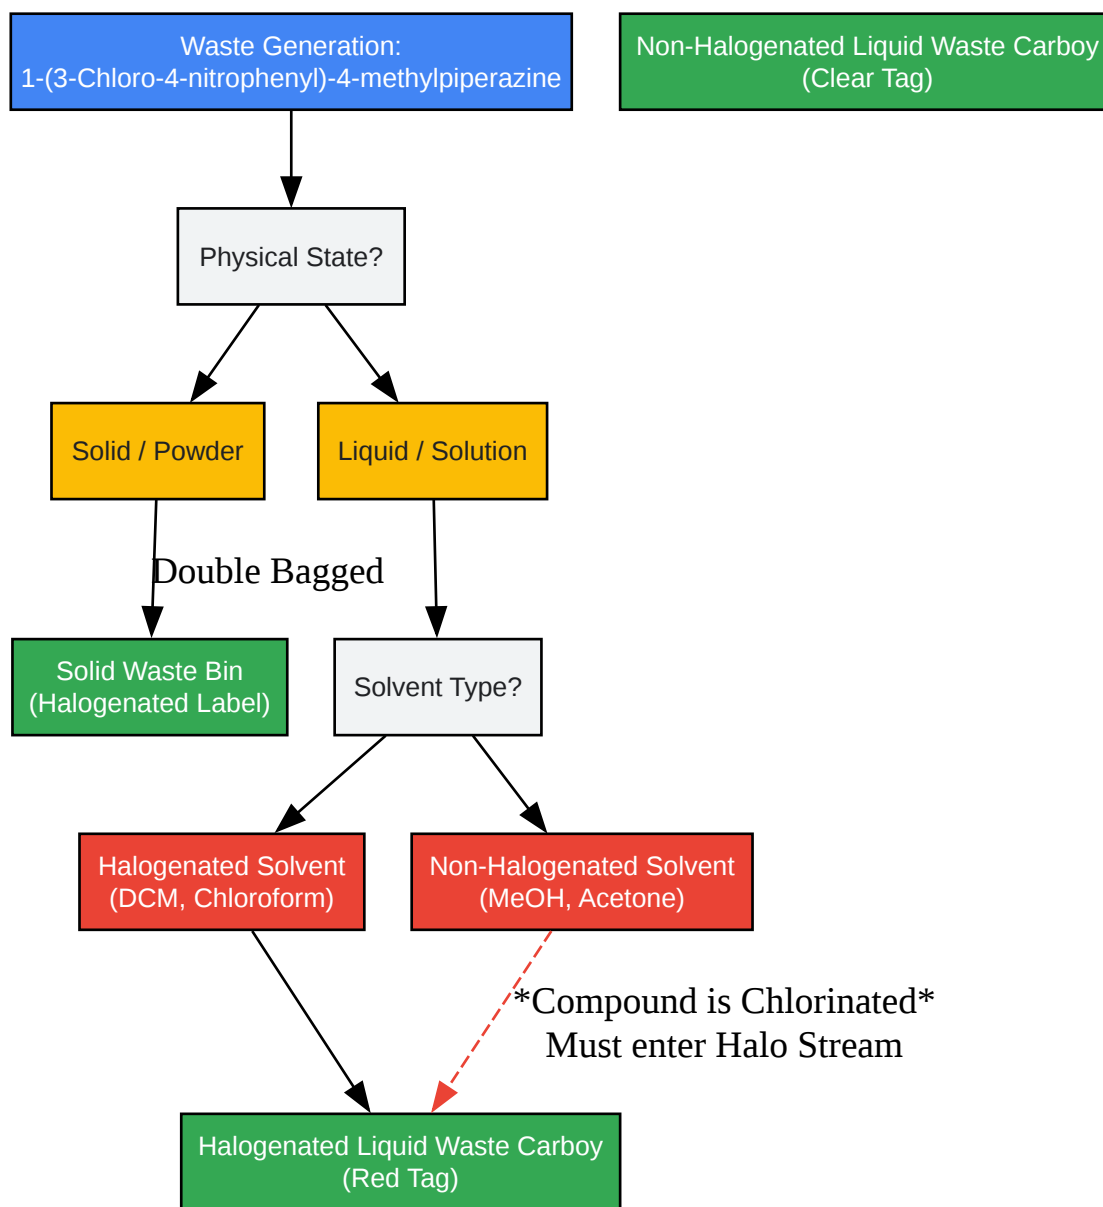 Waste Generation:
1-(3-Chloro-4-nitrophenyl)-4-methylpiperazine
Non-Halogenated Liquid Waste Carboy
(Clear Tag)
Physical State?
Solid / Powder
Liquid / Solution
Double Bagged
Solid Waste Bin
(Halogenated Label)
Solvent Type?
Halogenated Solvent
(DCM, Chloroform)
Non-Halogenated Solvent
(MeOH, Acetone)
*Compound is Chlorinated*
Must enter Halo Stream
Halogenated Liquid Waste Carboy
(Red Tag)